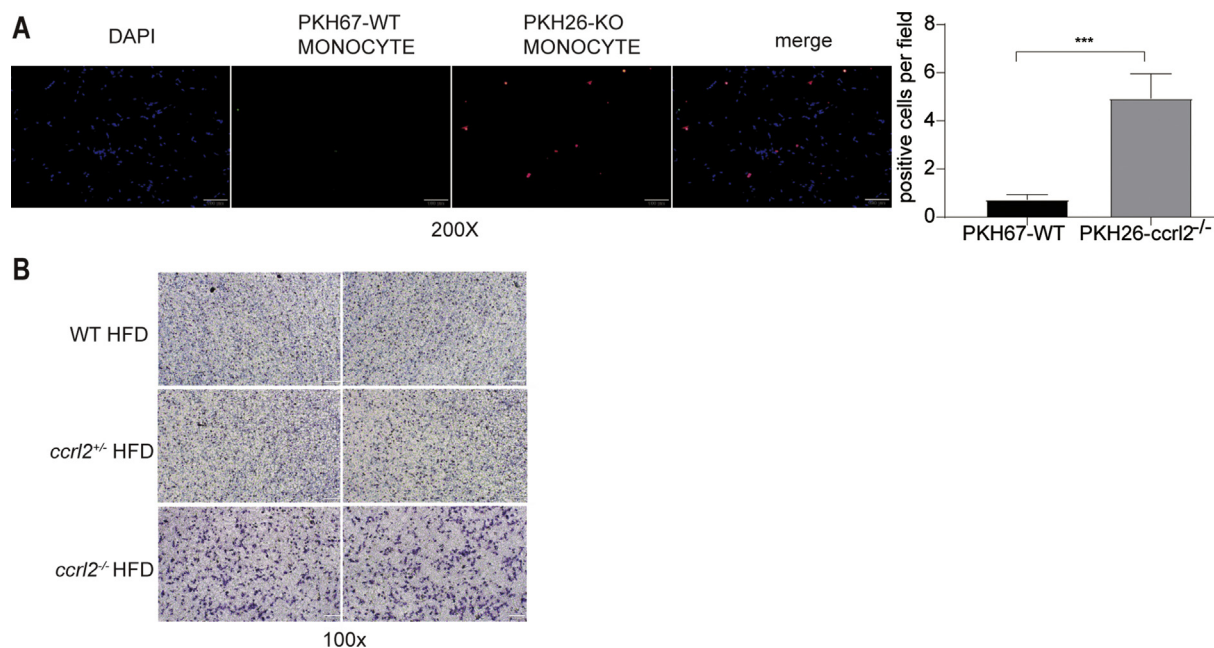 A
DAPI
PKH67-WT
MONOCYTE
PKH26-KO
MONOCYTE
merge
200X
positive cells per field
8
6
4
2
0
***
PKH67-WT
PKH26-ccrl2-/-
B
WT HFD
ccrl2+/- HFD
ccrl2-/- HFD
100x